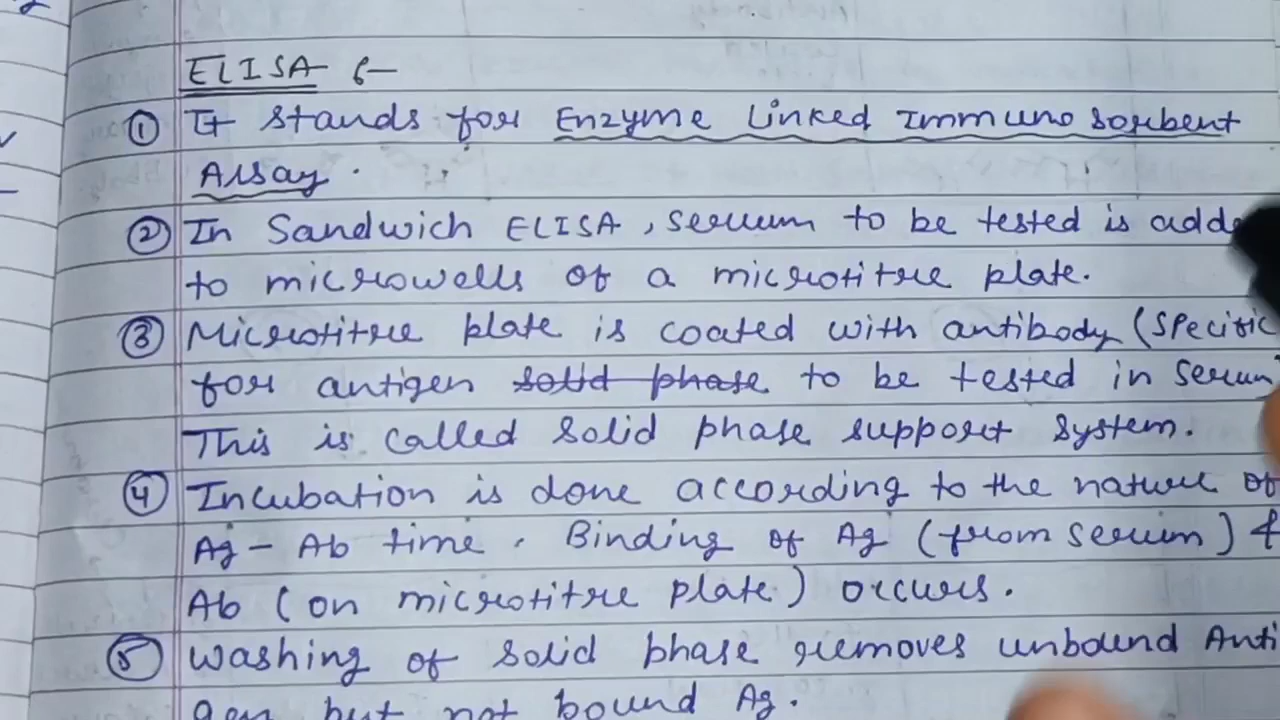 ELISA :-
① It stands for Enzyme Linked Immuno Sorbent
Assay.
② In Sandwich ELISA, serum to be tested is adde
to microwells of a microtitre plate.
③ Microtitre plate is coated with antibody (specific
for antigen solid phase to be tested in serum)
This is called solid phase support system.
④ Incubation is done according to the nature of
Ag - Ab time. Binding of Ag (from serum) &
Ab (on microtitre plate) occurs.
⑤ Washing of solid phase removes unbound Anti
gen but not bound Ag.